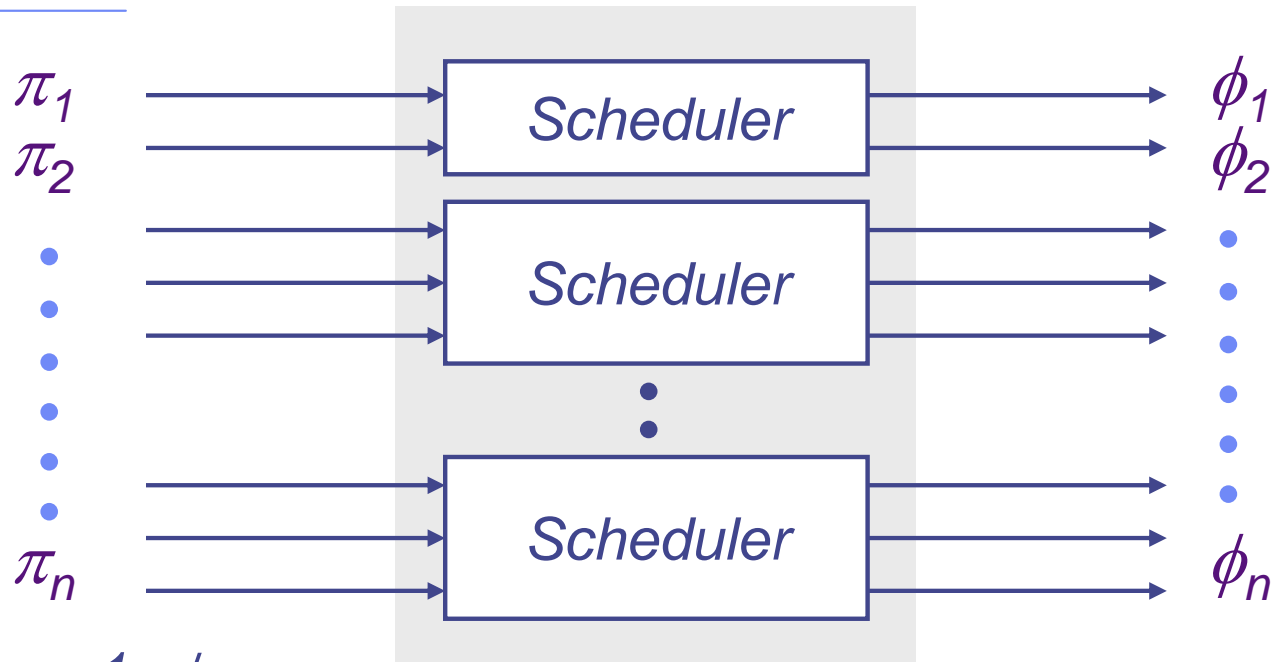 π1 Scheduler ϕ1
π2 ϕ2
Scheduler
Scheduler
πn ϕn